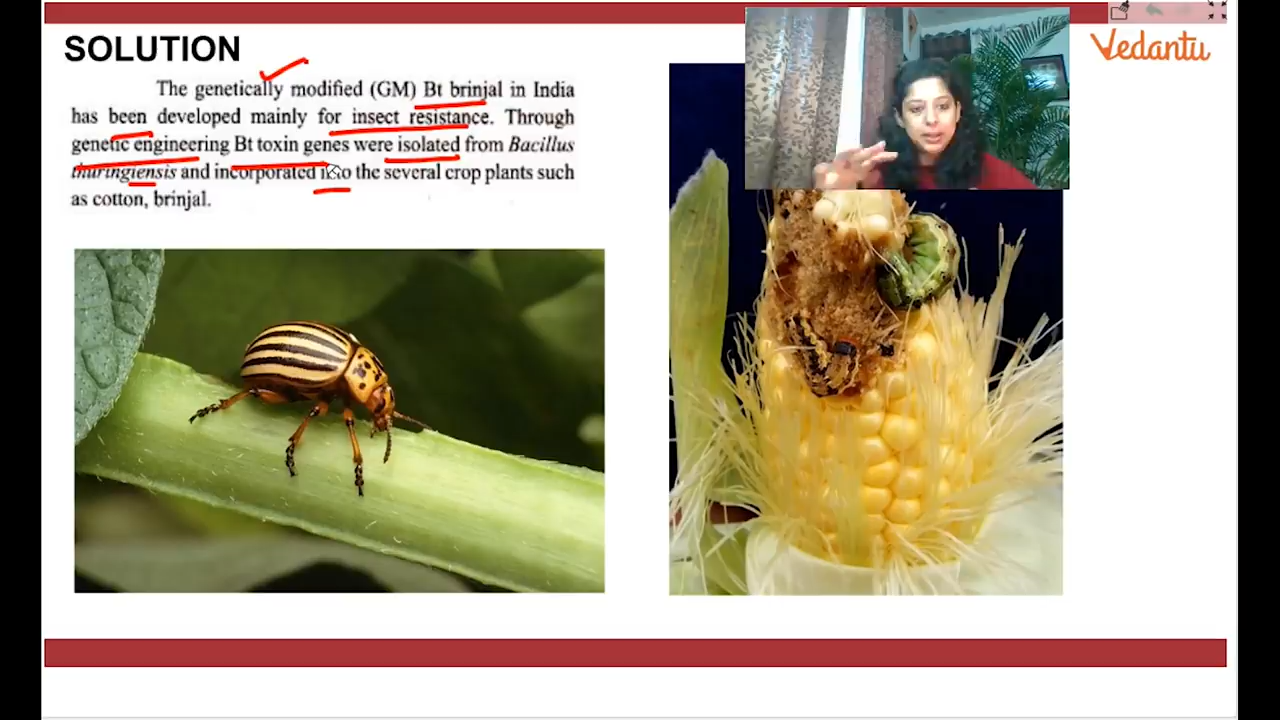 SOLUTION
Vedantu
The genetically modified (GM) Bt brinjal in India
has been developed mainly for insect resistance. Through
genetic engineering Bt toxin genes were isolated from Bacillus
thuringiensis and incorporated into the several crop plants such
as cotton, brinjal.